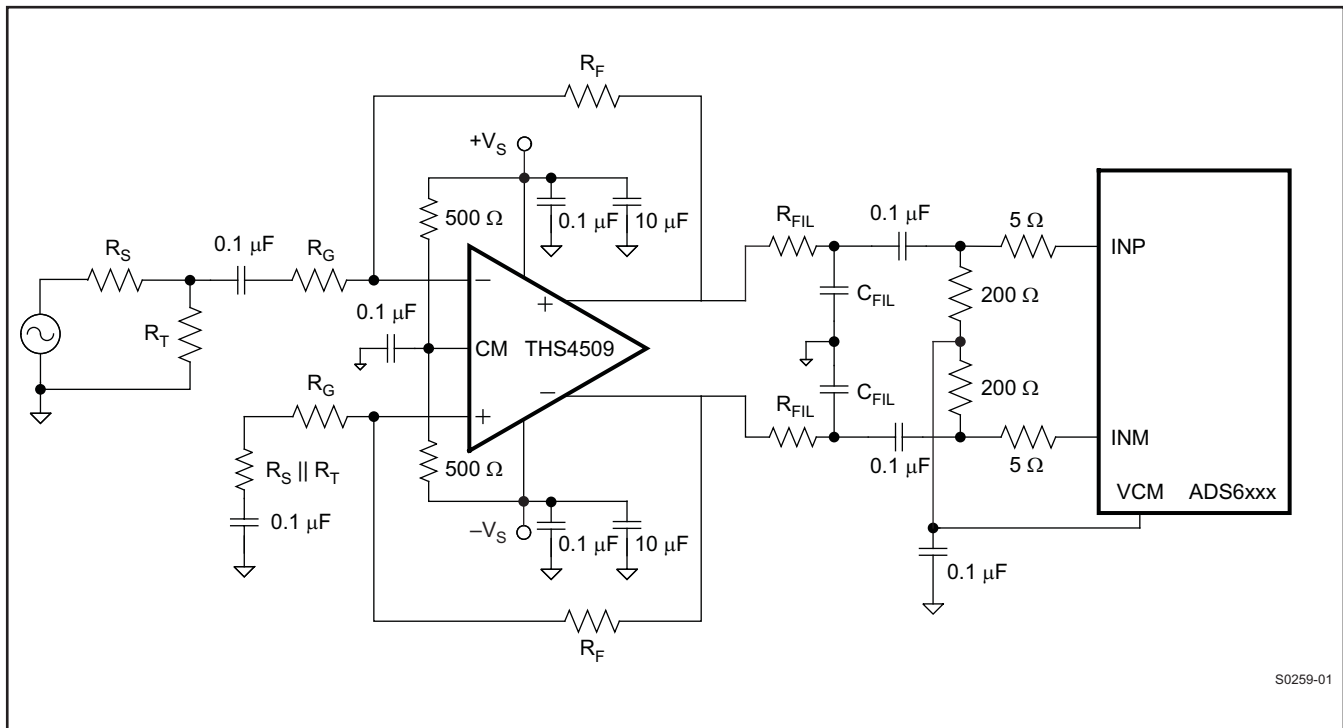 R_F
+V_S
500 Ω
0.1 μF
10 μF
R_FIL
0.1 μF
5 Ω
R_S
0.1 μF
R_G
INP
−
+
200 Ω
C_FIL
0.1 μF
R_T
CM
THS4509
R_G
−
C_FIL
200 Ω
+
R_FIL
INM
500 Ω
0.1 μF
5 Ω
R_S || R_T
VCM
ADS6xxx
0.1 μF
−V_S
0.1 μF
10 μF
0.1 μF
R_F
S0259-01